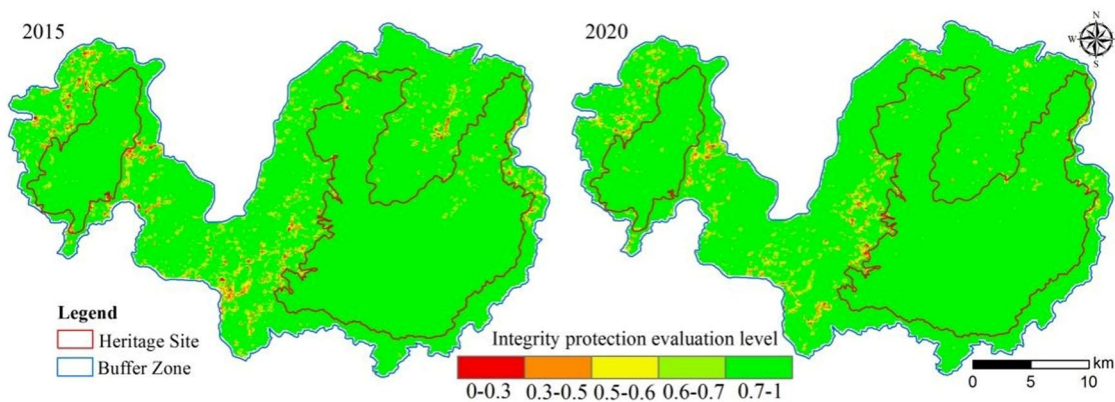 2015
2020
N
W
E
S
Legend
Heritage Site
Buffer Zone
Integrity protection evaluation level
0-0.3 0.3-0.5 0.5-0.6 0.6-0.7 0.7-1
km
0 5 10